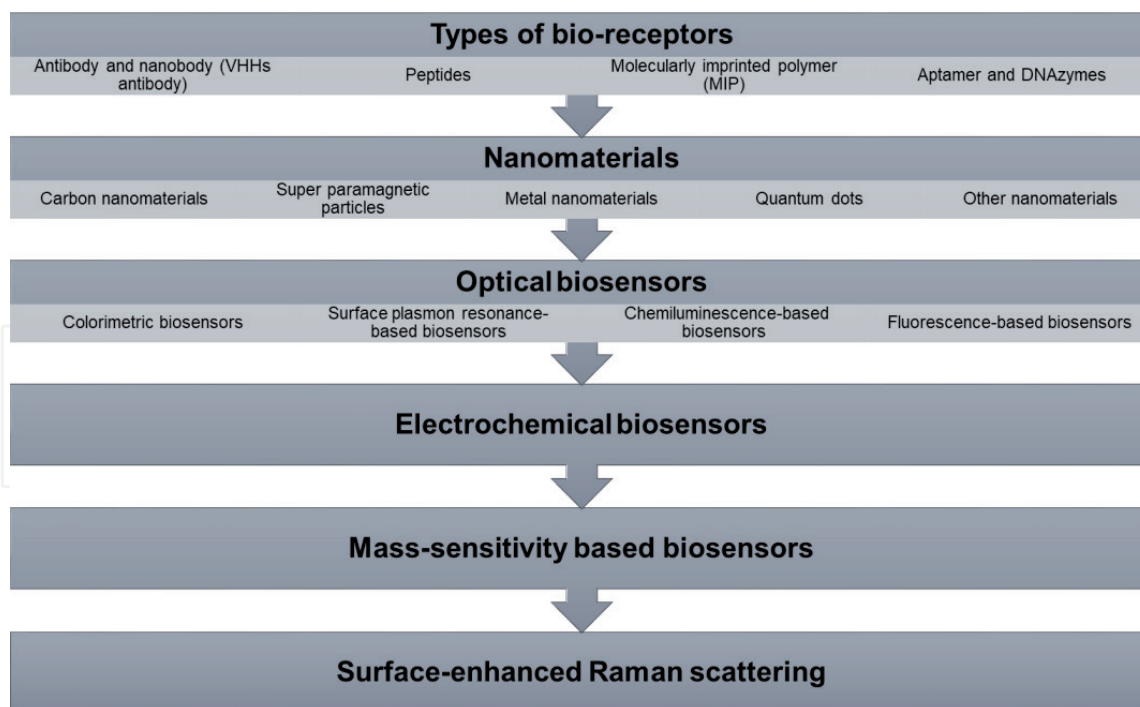 Types of bio-receptors
Antibody and nanobody (VHHs
antibody)
Peptides
Molecularly imprinted polymer
(MIP)
Aptamer and DNAzymes
Nanomaterials
Carbon nanomaterials
Super paramagnetic
particles
Metal nanomaterials
Quantum dots
Other nanomaterials
Optical biosensors
Colorimetric biosensors
Surface plasmon resonance-
based biosensors
Chemiluminescence-based
biosensors
Fluorescence-based biosensors
Electrochemical biosensors
Mass-sensitivity based biosensors
Surface-enhanced Raman scattering